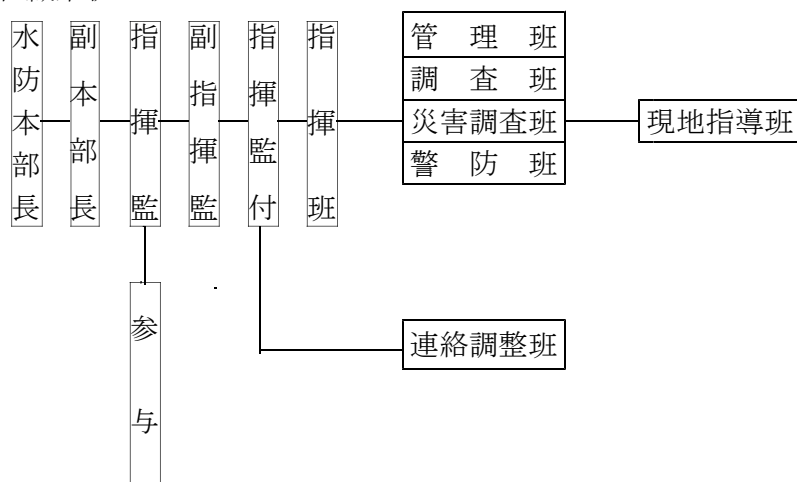 水防本部長
副本部長
指揮監
副指揮監
指揮監付
指揮班
管理班
調査班
災害調査班
警防班
現地指導班
連絡調整班
参与